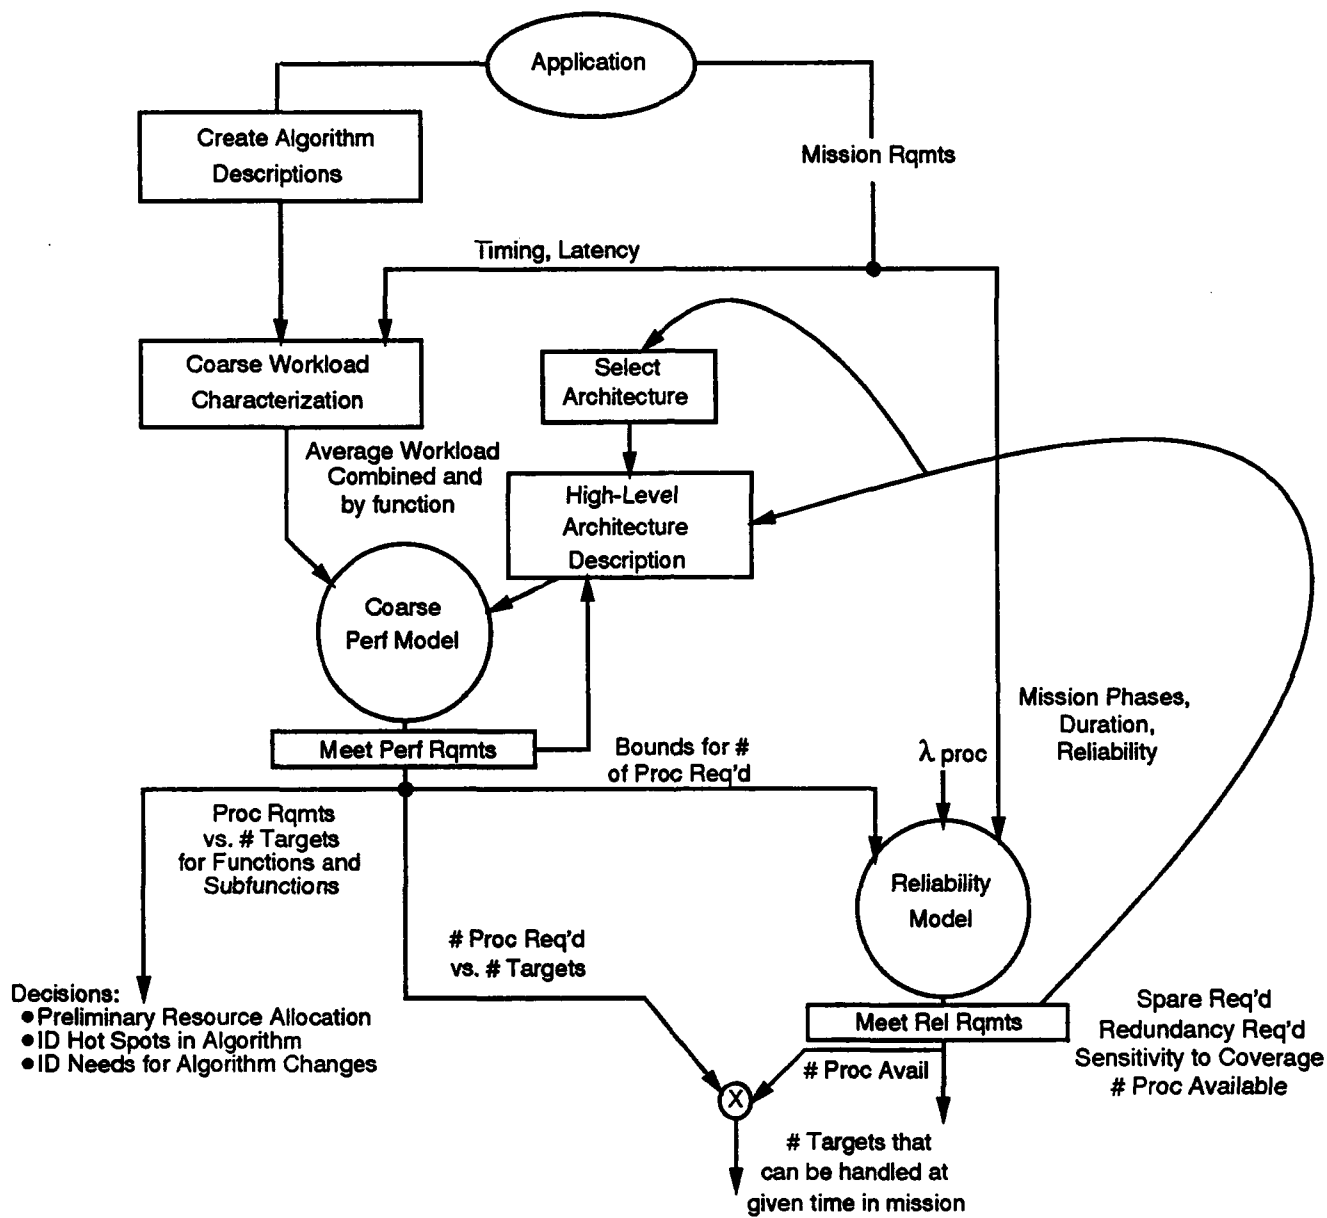 Application
Create Algorithm
Descriptions
Mission Rqmts
Timing, Latency
Coarse Workload
Characterization
Select
Architecture
Average Workload
Combined and
by function
High-Level
Architecture
Description
Coarse
Perf Model
Mission Phases,
Duration,
Reliability
Meet Perf Rqmts
Bounds for #
of Proc Req'd
λ proc
Proc Rqmts
vs. # Targets
for Functions and
Subfunctions
Reliability
Model
# Proc Req'd
vs. # Targets
Decisions:
●Preliminary Resource Allocation
●ID Hot Spots in Algorithm
●ID Needs for Algorithm Changes
Meet Rel Rqmts
Spare Req'd
Redundancy Req'd
Sensitivity to Coverage
# Proc Available
# Proc Avail
X
# Targets that
can be handled at
given time in mission